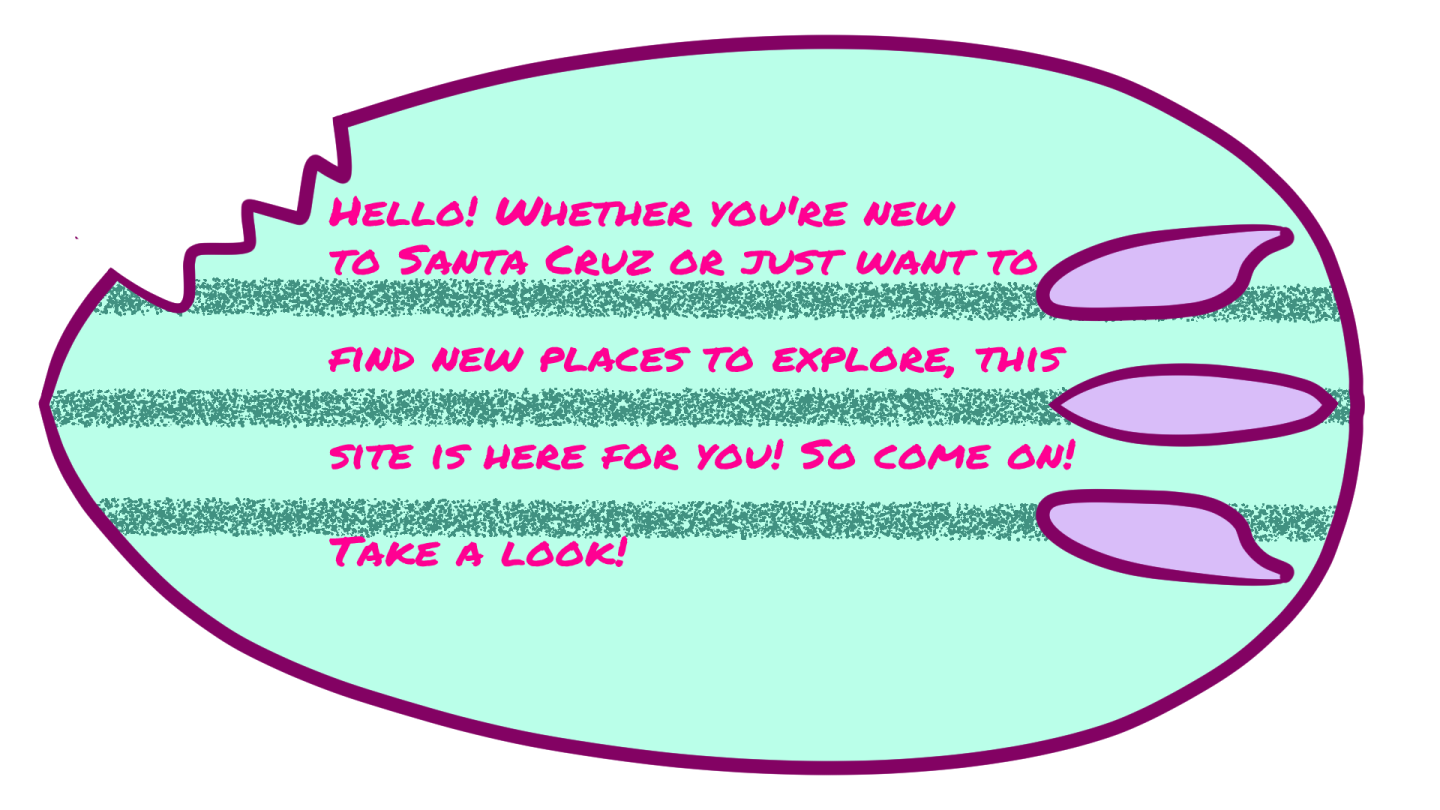 Hello! Whether you're new
to Santa Cruz or just want to
find new places to explore, this
site is here for you! So come on!
Take a look!